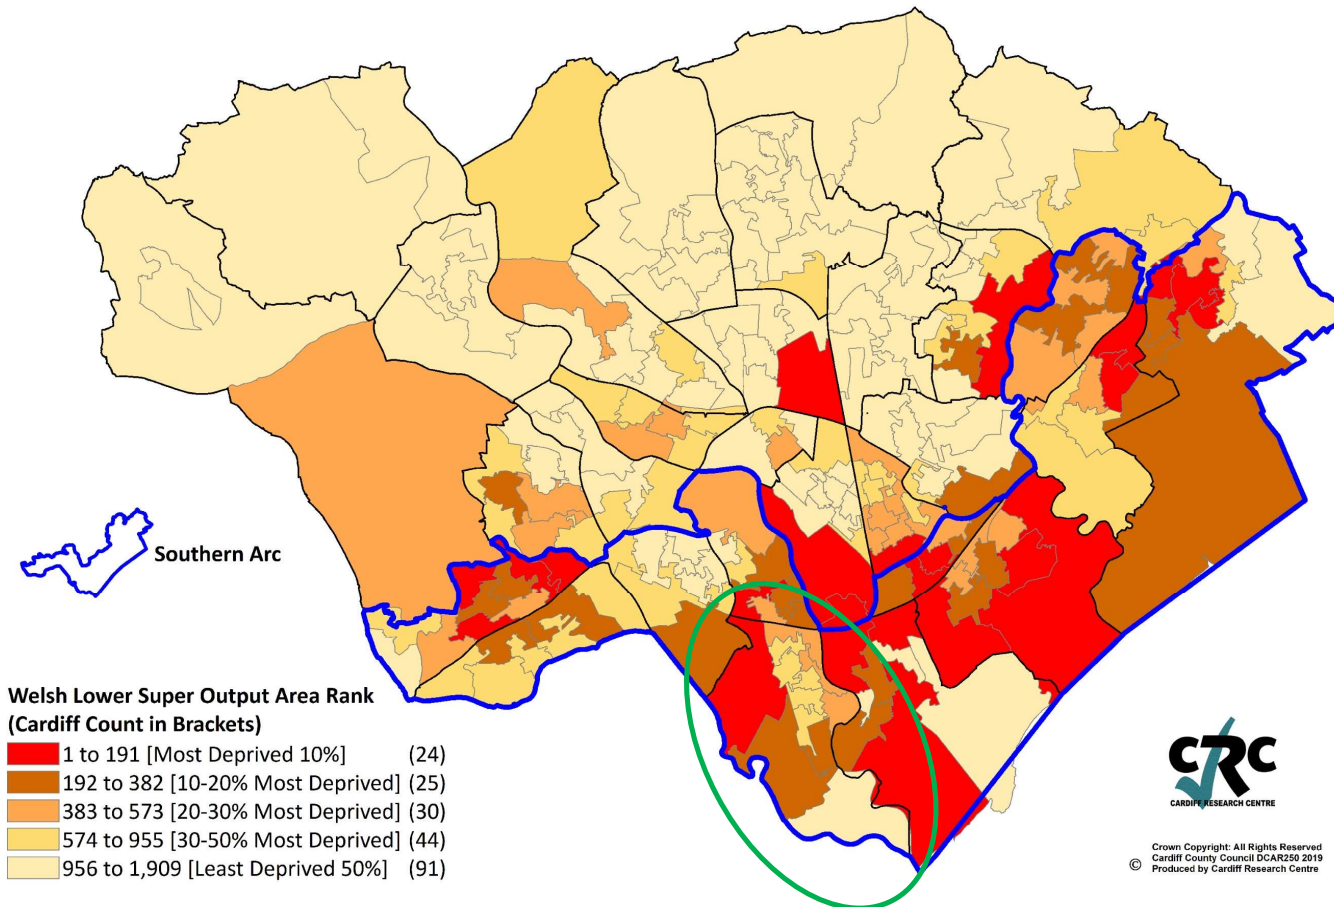 Southern Arc
Welsh Lower Super Output Area Rank
(Cardiff Count in Brackets)
1 to 191 [Most Deprived 10%] (24)
192 to 382 [10-20% Most Deprived] (25)
383 to 573 [20-30% Most Deprived] (30)
574 to 955 [30-50% Most Deprived] (44)
956 to 1,909 [Least Deprived 50%] (91)
CRC
CARDIFF RESEARCH CENTRE
Crown Copyright: All Rights Reserved
© Cardiff County Council DCAR250 2019
Produced by Cardiff Research Centre